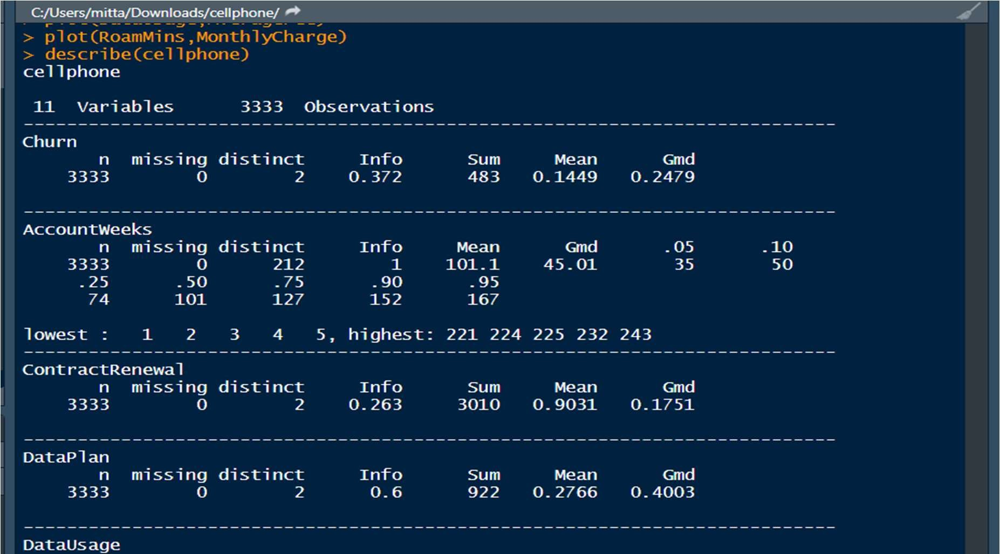 C:/Users/mitta/Downloads/cellphone/
> plot(RoamMins,MonthlyCharge)
> describe(cellphone)
cellphone
11 Variables 3333 Observations
--------------------------------------------------------------------------
Churn
n missing distinct Info Sum Mean Gmd
3333 0 2 0.372 483 0.1449 0.2479
--------------------------------------------------------------------------
AccountWeeks
n missing distinct Info Mean Gmd .05 .10
3333 0 212 1 101.1 45.01 35 50
.25 .50 .75 .90 .95
74 101 127 152 167
lowest : 1 2 3 4 5, highest: 221 224 225 232 243
--------------------------------------------------------------------------
ContractRenewal
n missing distinct Info Sum Mean Gmd
3333 0 2 0.263 3010 0.9031 0.1751
--------------------------------------------------------------------------
DataPlan
n missing distinct Info Sum Mean Gmd
3333 0 2 0.6 922 0.2766 0.4003
--------------------------------------------------------------------------
DataUsage